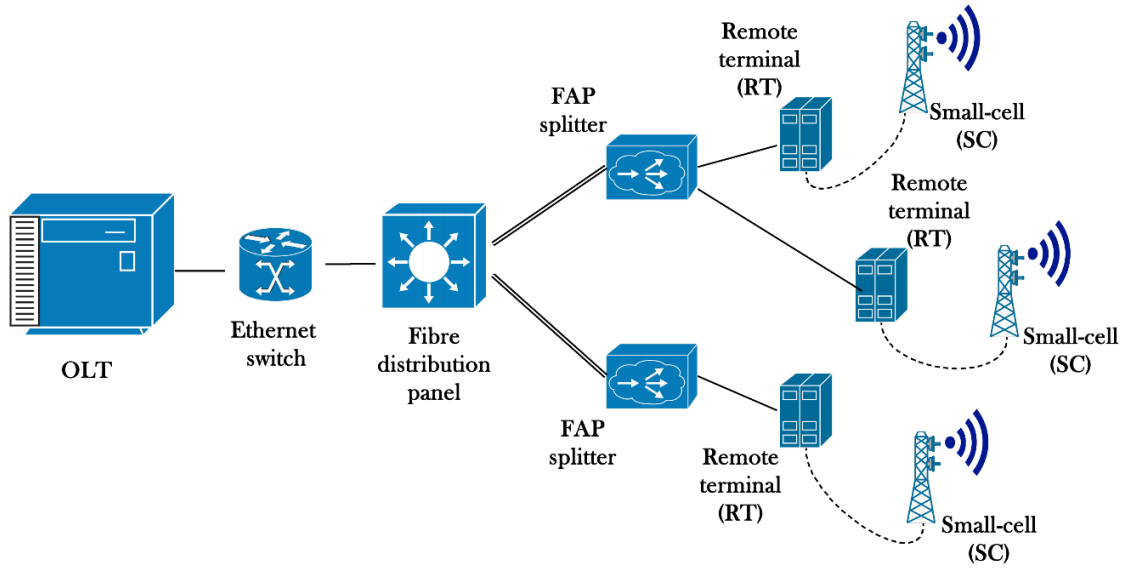 Remote
terminal
(RT)
Small-cell
(SC)
FAP
splitter
Remote
terminal
(RT)
Ethernet
switch
Fibre
distribution
panel
OLT
Small-cell
(SC)
FAP
splitter
Remote
terminal
(RT)
Small-cell
(SC)